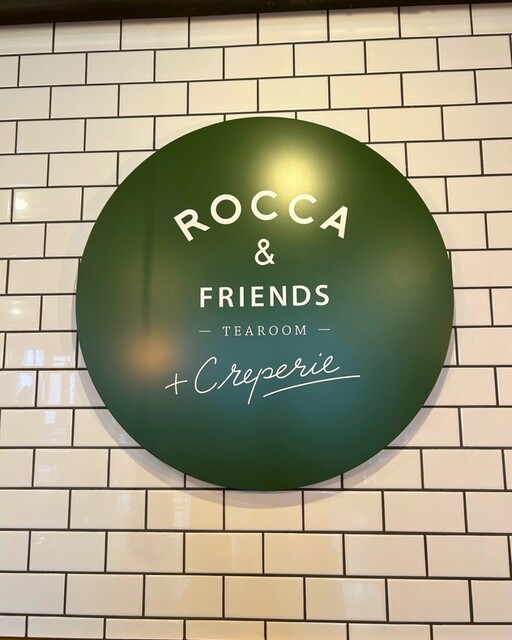 ROCCA
&
FRIENDS
— TEAROOM —
+ Creperie